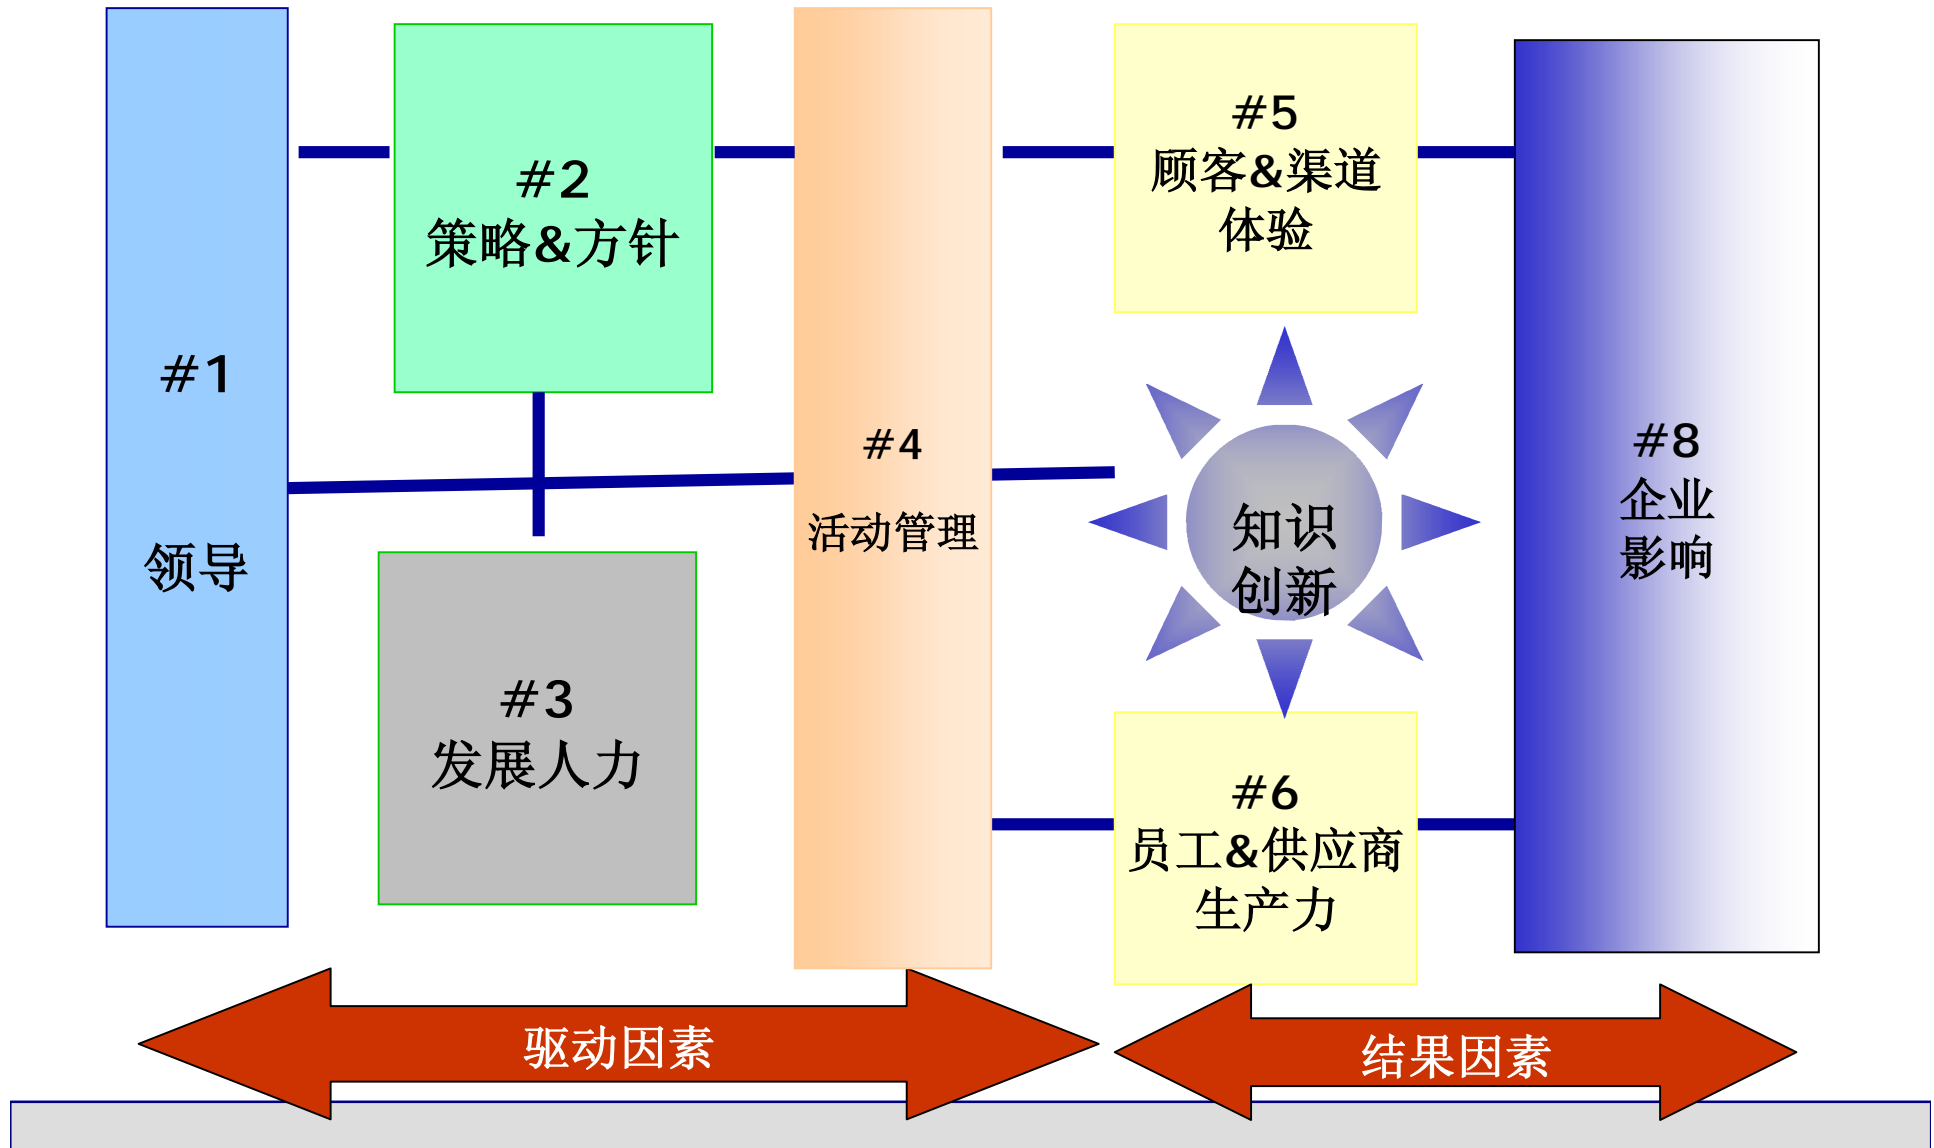 #1
领导
#2
策略&方针
#3
发展人力
#4
活动管理
#5
顾客&渠道
体验
知识
创新
#6
员工&供应商
生产力
#8
企业
影响
驱动因素
结果因素